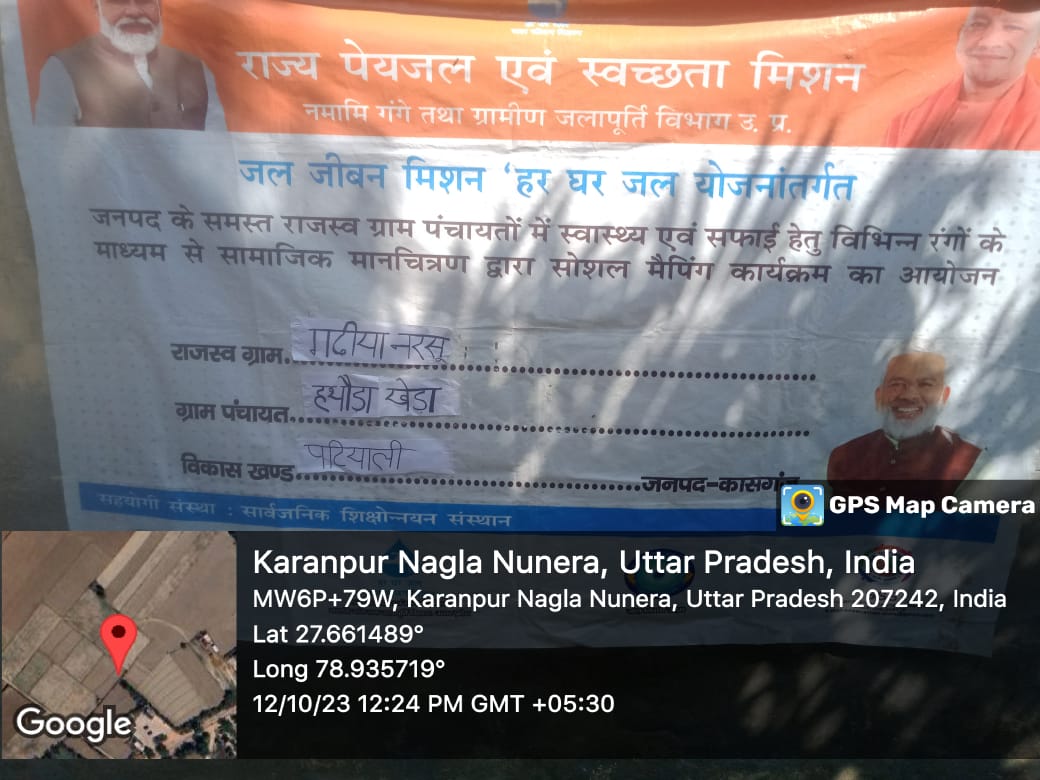 राज्य पेयजल एवं स्वच्छता मिशन
नमामि गंगे तथा ग्रामीण जलापूर्ति विभाग उ. प्र.
जल जीवन मिशन 'हर घर जल योजनांतर्गत
जनपद के समस्त राजस्व ग्राम पंचायतों में स्वास्थ्य एवं सफाई हेतु विभिन्न रंगों के
माध्यम से सामाजिक मानचित्रण द्वारा सोशल मैपिंग कार्यक्रम का आयोजन
राजस्व ग्राम. गढीया नरसू
ग्राम पंचायत. हथौडा खेडा
विकास खण्ड. पटियाली जनपद-कासगंज
सहयोगी संस्था : सार्वजनिक शिक्षोन्नयन संस्थान
GPS Map Camera
Karanpur Nagla Nunera, Uttar Pradesh, India
MW6P+79W, Karanpur Nagla Nunera, Uttar Pradesh 207242, India
Lat 27.661489°
Long 78.935719°
12/10/23 12:24 PM GMT +05:30
Google